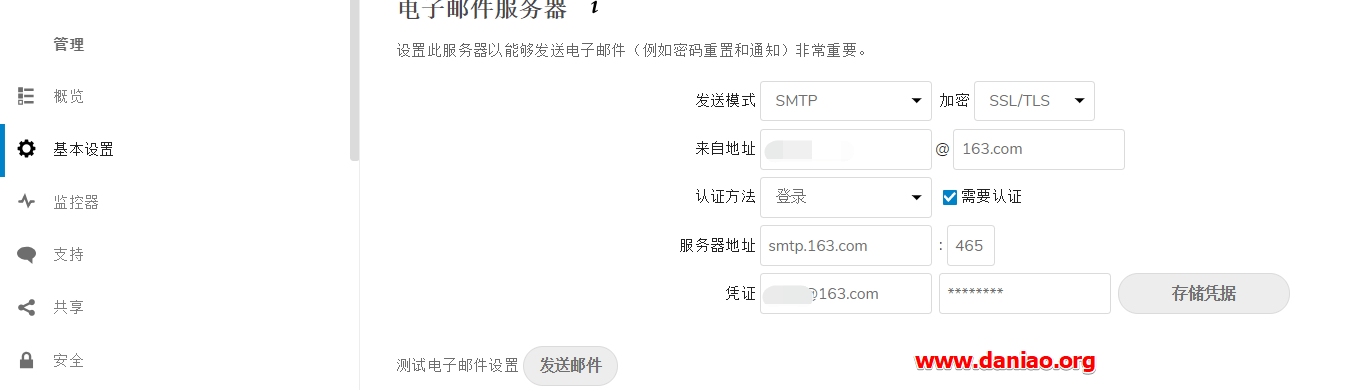 电子邮件服务器 i
管理
设置此服务器以能够发送电子邮件（例如密码重置和通知）非常重要。
概览
发送模式 SMTP 加密 SSL/TLS
基本设置
来自地址 @ 163.com
监控器
认证方法 登录 需要认证
支持
服务器地址 smtp.163.com : 465
共享
凭证 @163.com ******** 存储凭据
安全
测试电子邮件设置 发送邮件
www.daniao.org